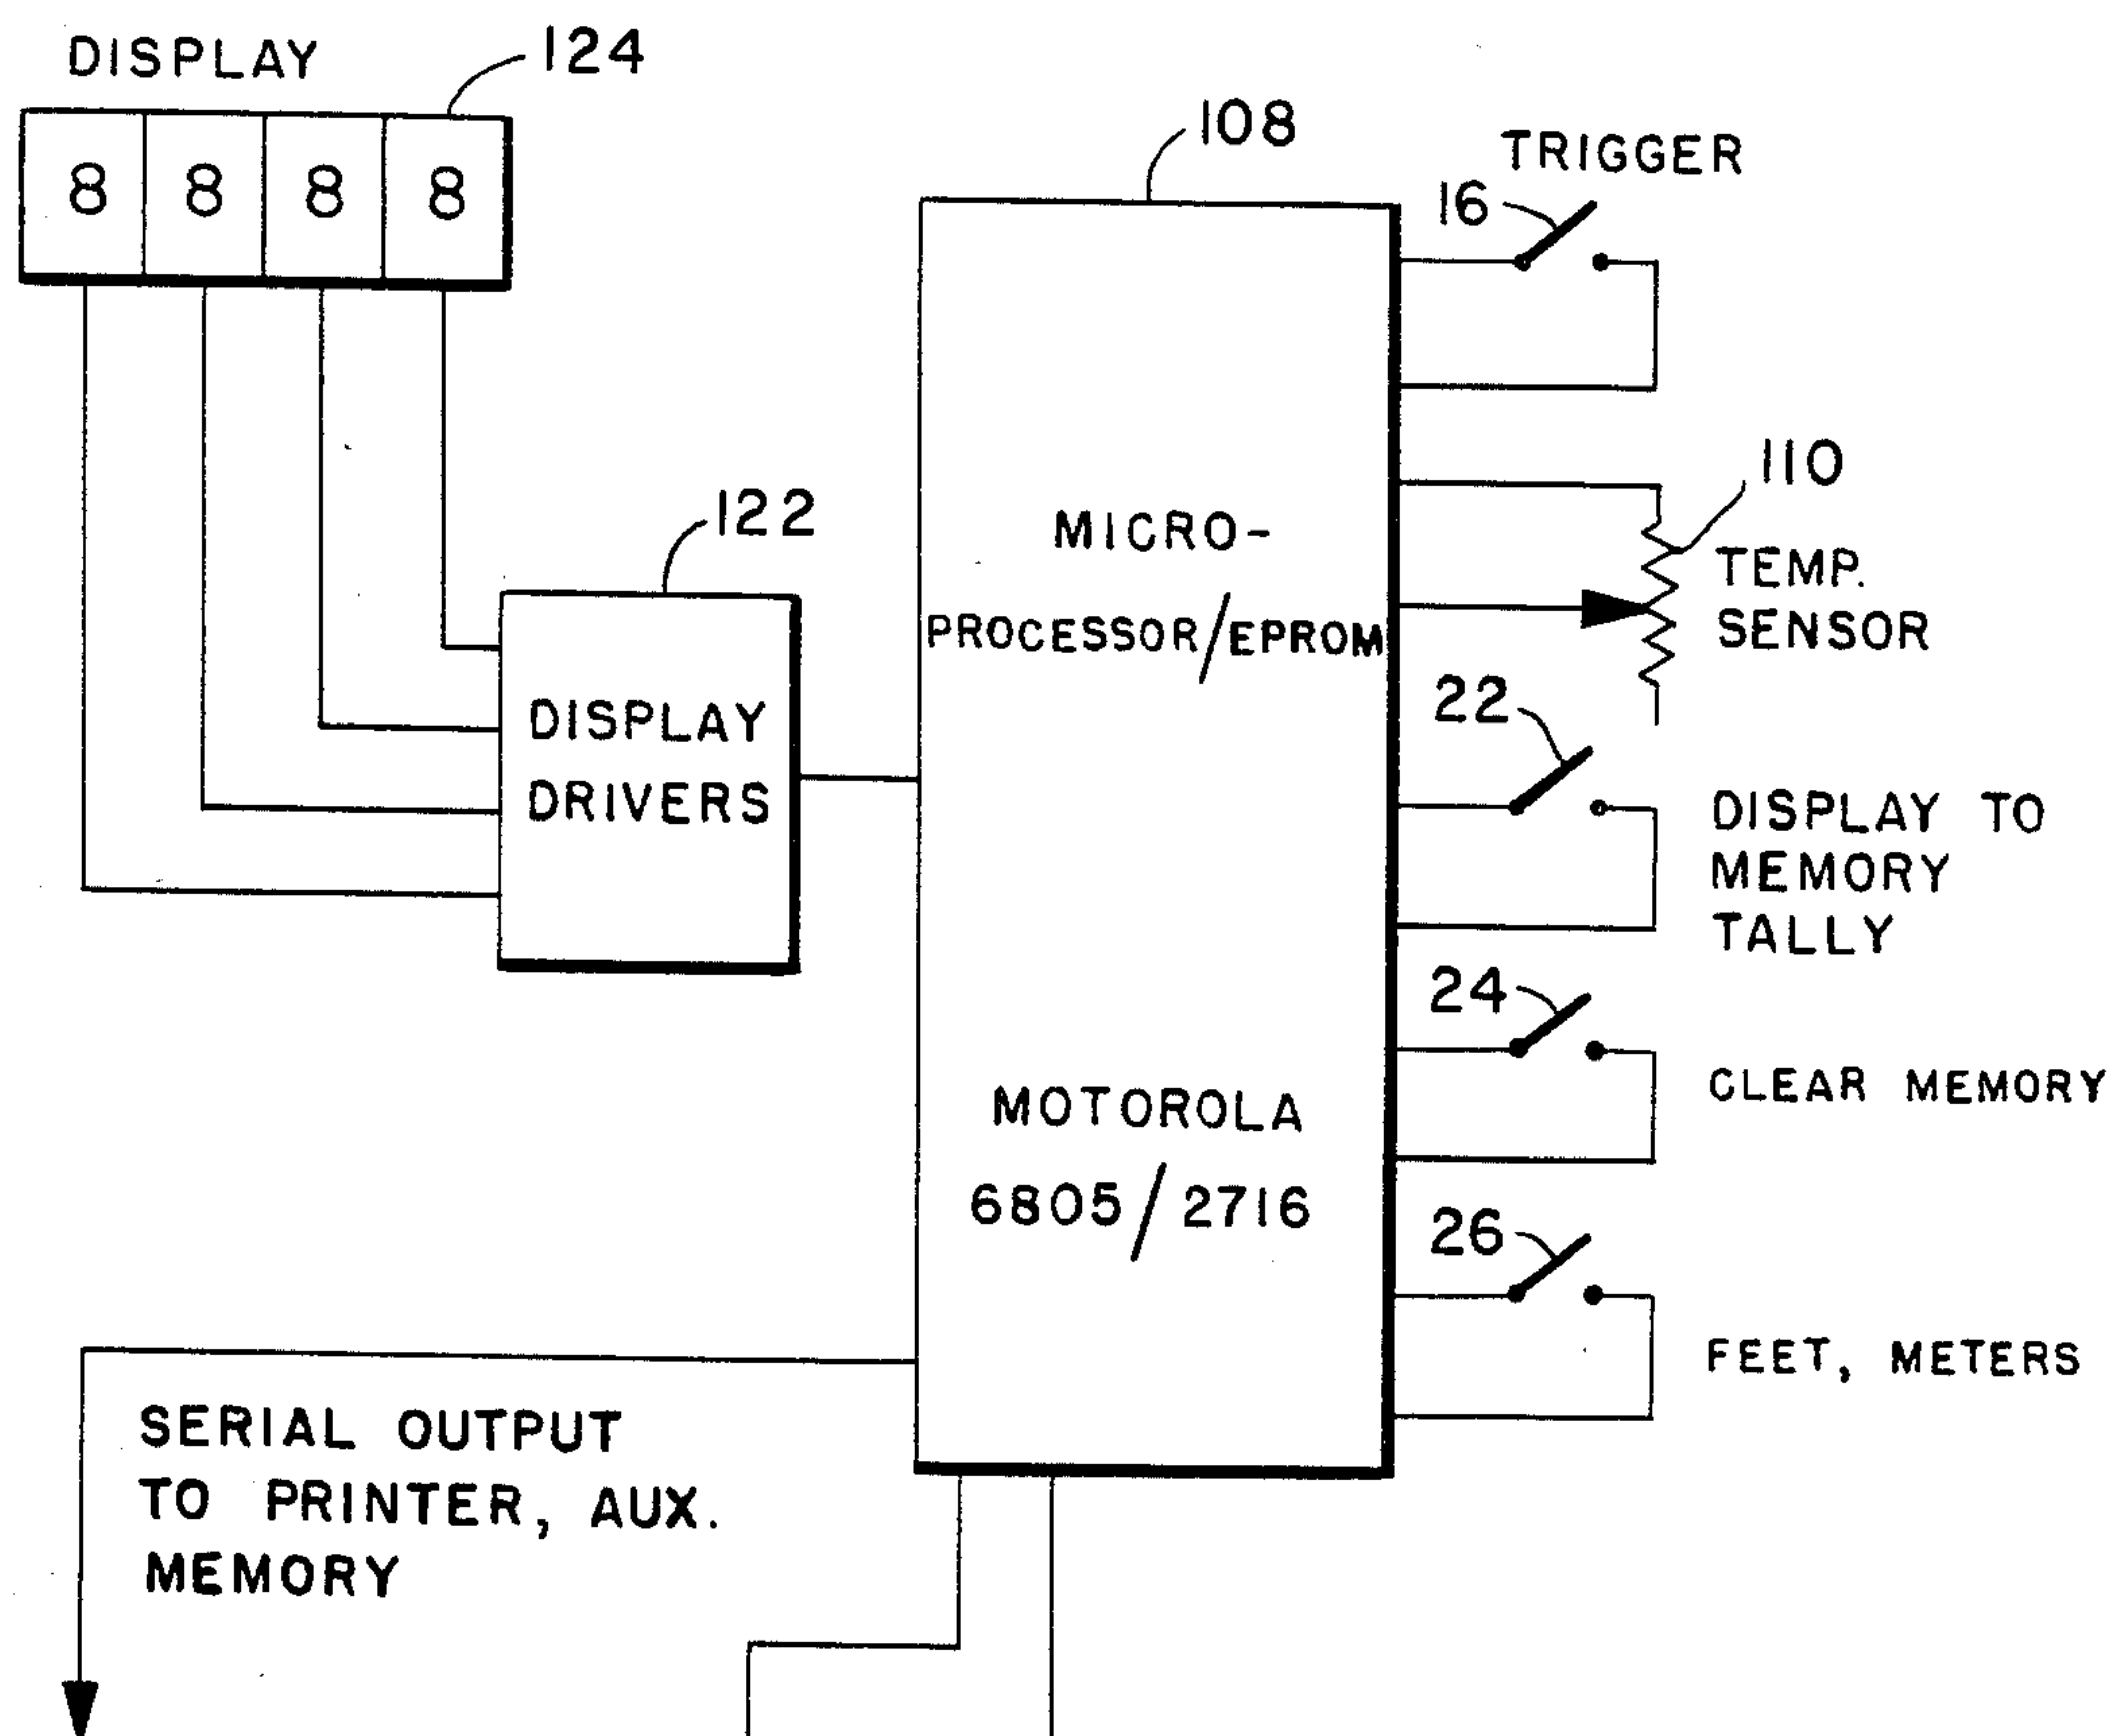 DISPLAY
124
8 8 8 8
108
TRIGGER
16
110
TEMP.
SENSOR
122
DISPLAY
DRIVERS
MICRO-
PROCESSOR/EPROM
MOTOROLA
6805/2716
22
DISPLAY TO
MEMORY
TALLY
24
CLEAR MEMORY
26
FEET, METERS
SERIAL OUTPUT
TO PRINTER, AUX.
MEMORY